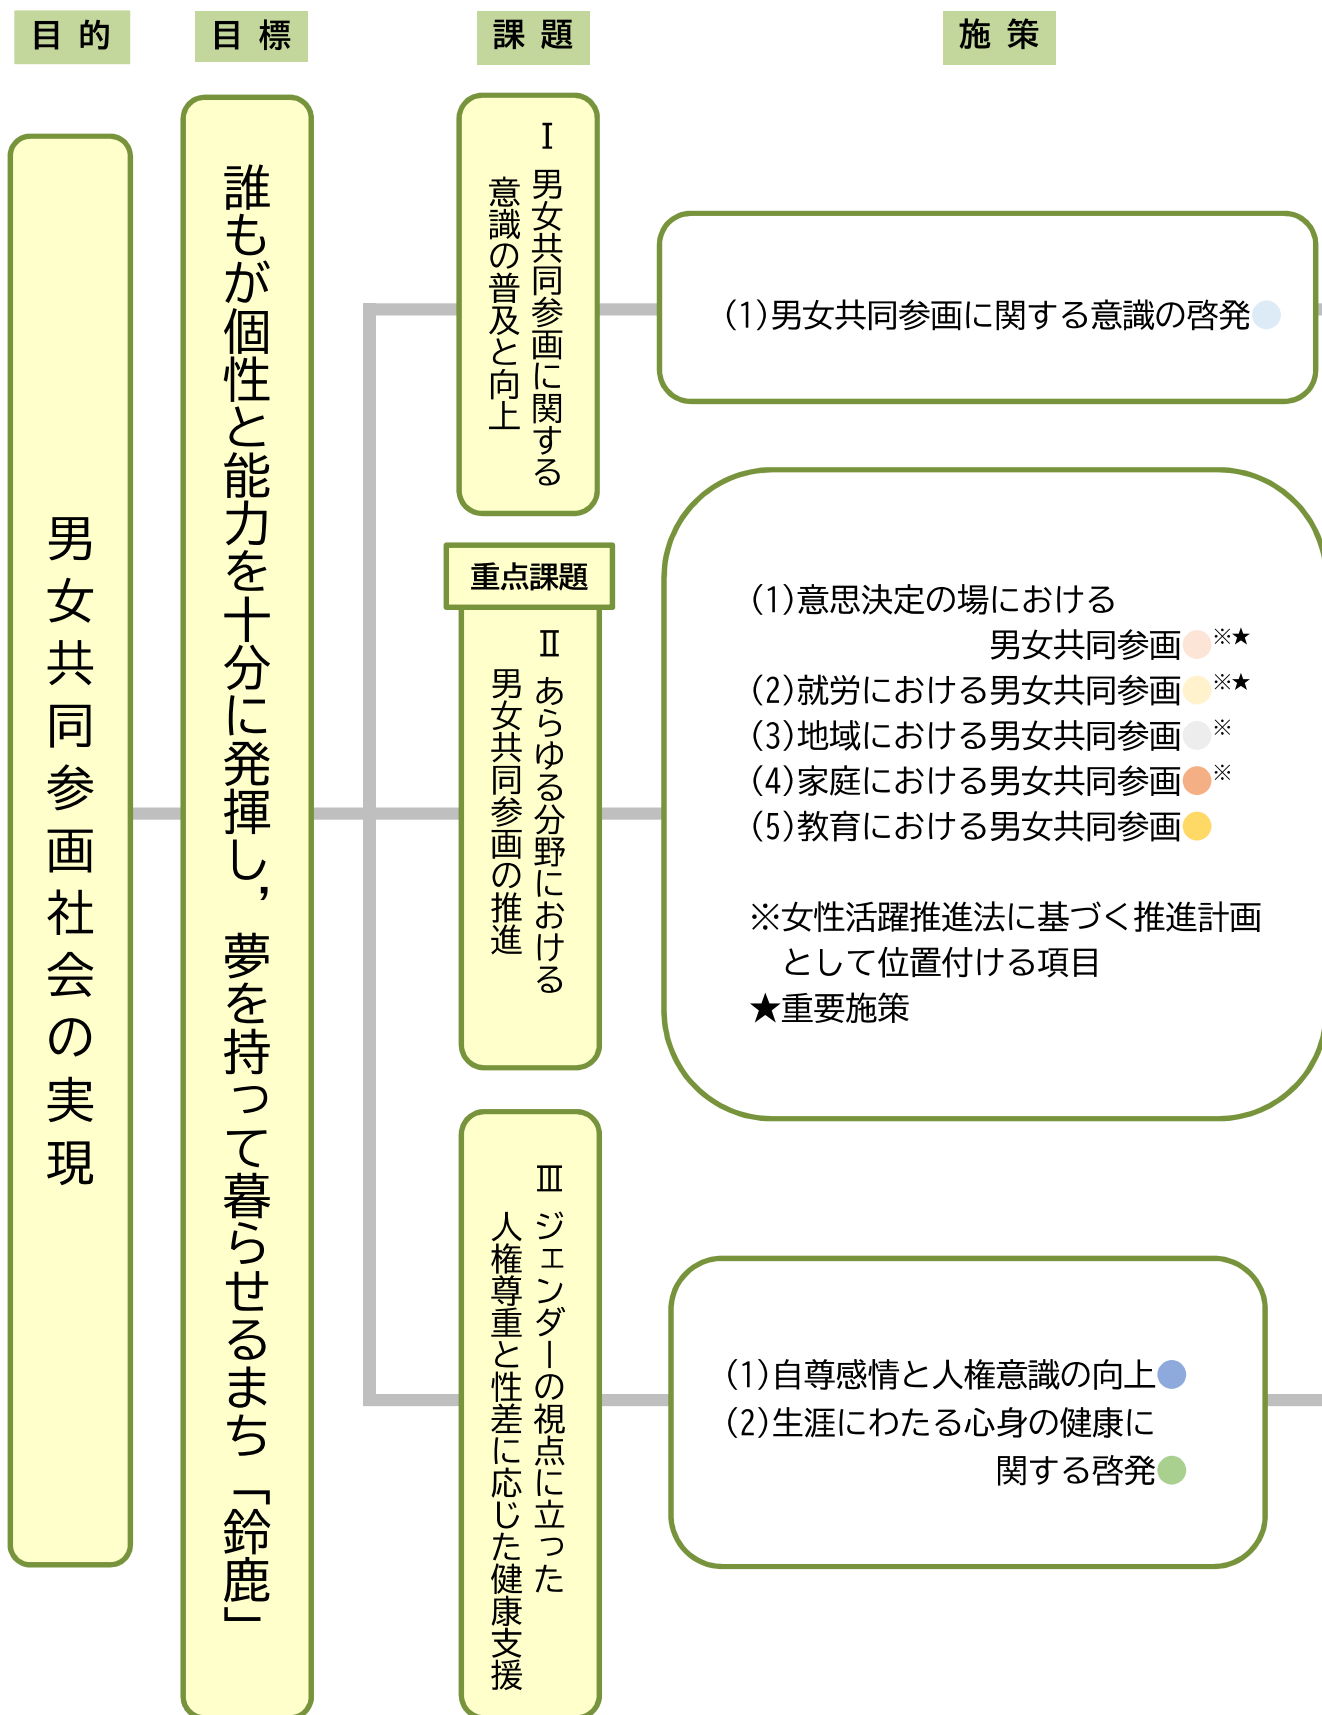 目的
目標
課題
施策
男女共同参画社会の実現
誰もが個性と能力を十分に発揮し，夢を持って暮らせるまち「鈴鹿」
Ⅰ 男女共同参画に関する
意識の普及と向上
(1)男女共同参画に関する意識の啓発
重点課題
Ⅱ あらゆる分野における
男女共同参画の推進
(1)意思決定の場における
男女共同参画※★
(2)就労における男女共同参画※★
(3)地域における男女共同参画※
(4)家庭における男女共同参画※
(5)教育における男女共同参画
※女性活躍推進法に基づく推進計画
として位置付ける項目
★重要施策
Ⅲ ジェンダーの視点に立った
人権尊重と性差に応じた健康支援
(1)自尊感情と人権意識の向上
(2)生涯にわたる心身の健康に
関する啓発